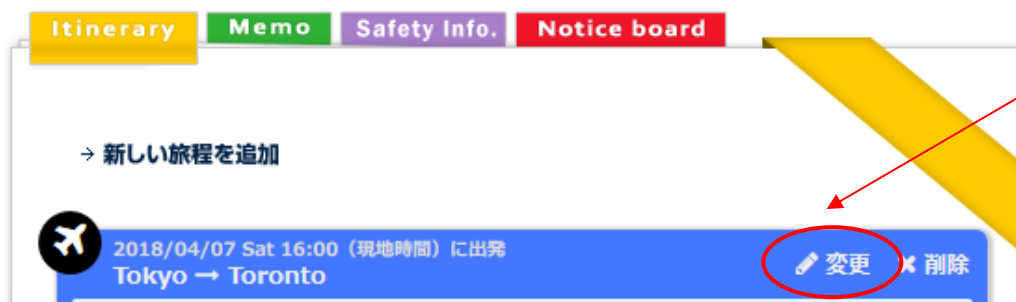 Itinerary Memo Safety Info. Notice board
→ 新しい旅程を追加
2018/04/07 Sat 16:00（現地時間）に出発
Tokyo → Toronto
変更 × 削除